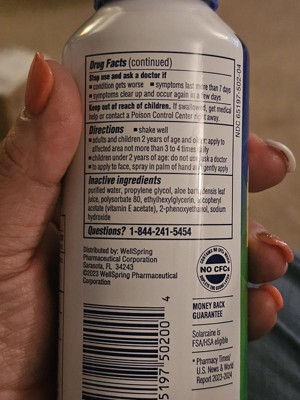 Drug Facts (continued)
Stop use and ask a doctor if
▪ condition gets worse ▪ symptoms last more than 7 days
▪ symptoms clear up and occur again in a few days
Keep out of reach of children. If swallowed, get medical
help or contact a Poison Control Center right away.
Directions ▪ shake well
▪ adults and children 2 years of age and older: apply to
affected area not more than 3 to 4 times daily
▪ children under 2 years of age: do not use, ask a doctor
▪ to apply to face, spray in palm of hand and gently apply
Inactive ingredients
purified water, propylene glycol, aloe barbadensis leaf
juice, polysorbate 80, ethylhexylglycerin, tocopheryl
acetate (vitamin E acetate), 2-phenoxyethanol, sodium
hydroxide
Questions? 1-844-241-5454
NDC 65197-502-04
Distributed by: WellSpring
Pharmaceutical Corporation
Sarasota, FL 34243
©2023 WellSpring Pharmaceutical
Corporation
NO CFCs
MONEY BACK
GUARANTEE
Solarcaine is
FSA/HSA eligible
* Pharmacy Times/
U.S. News & World
Report 2023-2024
5197 50200 4